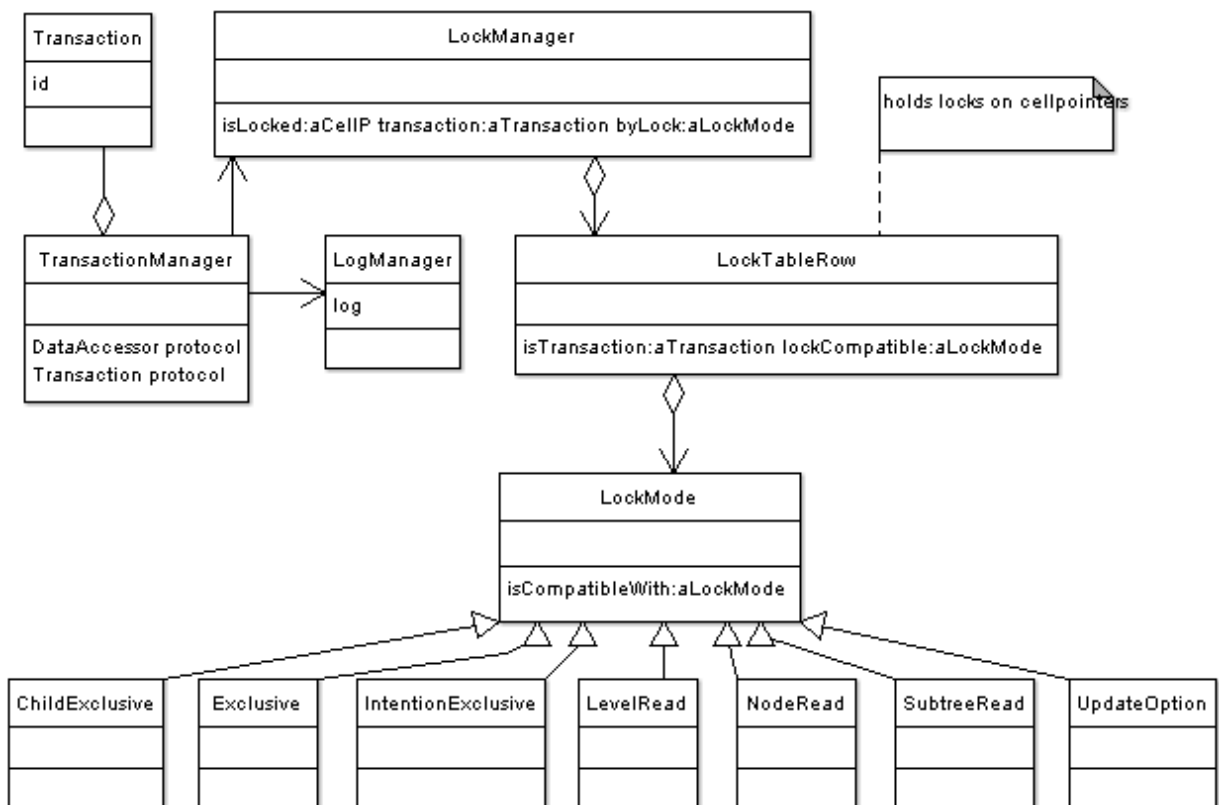 Transaction
id
LockManager
isLocked:aCellP transaction:aTransaction byLock:aLockMode
holds locks on cellpointers
TransactionManager
DataAccessor protocol
Transaction protocol
LogManager
log
LockTableRow
isTransaction:aTransaction lockCompatible:aLockMode
LockMode
isCompatibleWith:aLockMode
ChildExclusive
Exclusive
IntentionExclusive
LevelRead
NodeRead
SubtreeRead
UpdateOption